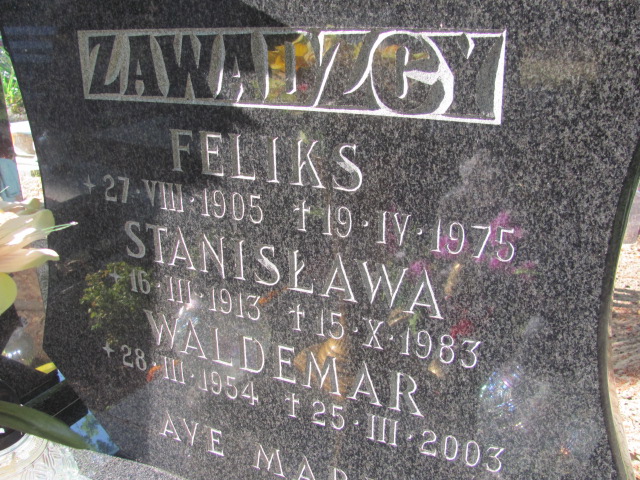 ZAWADZCY
FELIKS
* 27·VIII·1905 †19·IV·1975
STANISŁAWA
* 16·III·1913 †15·X·1983
WALDEMAR
* 28·III·1954 †25·III·2003
AVE MAR